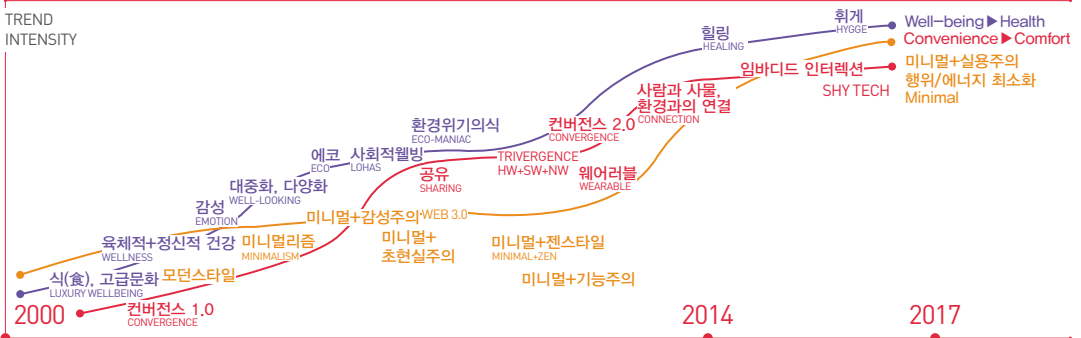 TREND
INTENSITY
휘게
HYGGE
힐링
HEALING
Well-being ▶ Health
Convenience ▶ Comfort
미니멀+실용주의
행위/에너지 최소화
Minimal
임바디드 인터렉션
SHY TECH
사람과 사물,
환경과의 연결
CONNECTION
환경위기의식
ECO-MANIAC
컨버전스 2.0
CONVERGENCE
에코
ECO
사회적웰빙
LOHAS
TRIVERGENCE
HW+SW+NW
공유
SHARING
웨어러블
WEARABLE
대중화, 다양화
WELL-LOOKING
감성
EMOTION
미니멀+감성주의
WEB 3.0
육체적+정신적 건강
WELLNESS
미니멀리즘
MINIMALISM
미니멀+
초현실주의
미니멀+젠스타일
MINIMAL+ZEN
식(食), 고급문화
LUXURY WELLBEING
모던스타일
미니멀+기능주의
컨버전스 1.0
CONVERGENCE
2000
2014
2017